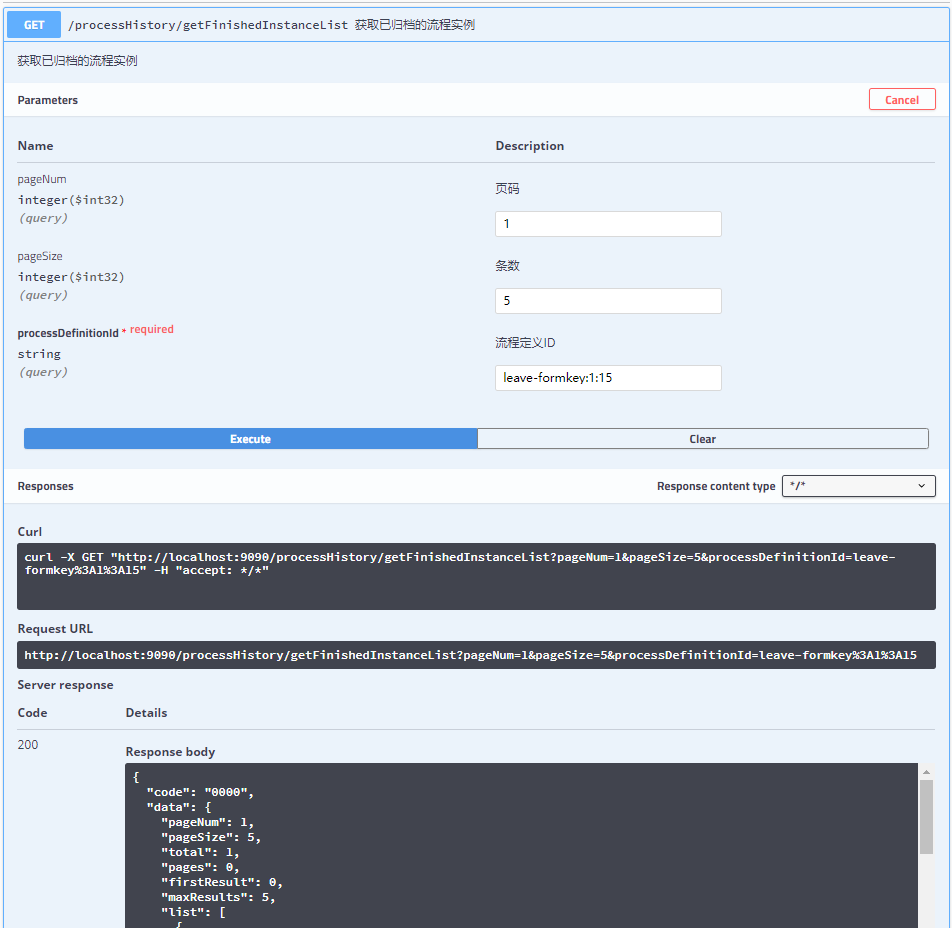 GET /processHistory/getFinishedInstanceList 获取已归档的流程实例
获取已归档的流程实例
Parameters Cancel
Name Description
pageNum
integer($int32)
(query)
页码
1
pageSize
integer($int32)
(query)
条数
5
processDefinitionId * required
string
(query)
流程定义ID
leave-formkey:1:15
Execute Clear
Responses Response content type */*
Curl
curl -X GET "http://localhost:9090/processHistory/getFinishedInstanceList?pageNum=1&pageSize=5&processDefinitionId=leave-
formkey%3A1%3A15" -H "accept: */*"
Request URL
http://localhost:9090/processHistory/getFinishedInstanceList?pageNum=1&pageSize=5&processDefinitionId=leave-formkey%3A1%3A15
Server response
Code Details
200
Response body
{
"code": "0000",
"data": {
"pageNum": 1,
"pageSize": 5,
"total": 1,
"pages": 0,
"firstResult": 0,
"maxResults": 5,
"list": [
{